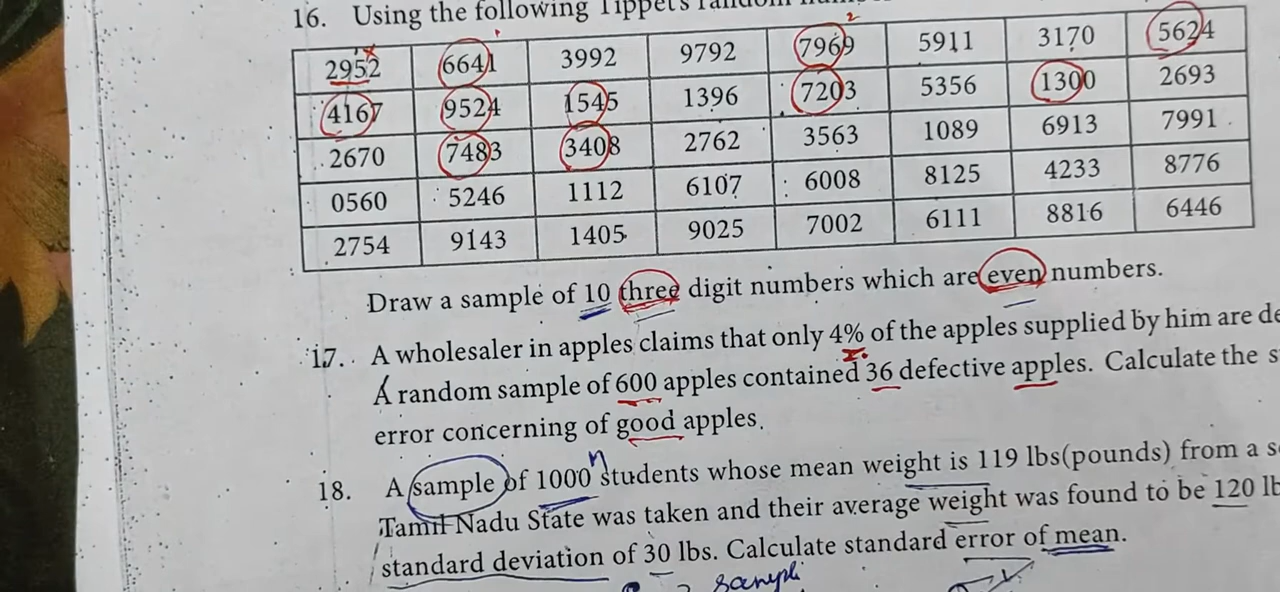 16. Using the following Tippet's random
2952 6641 3992 9792 7969 5911 3170 5624
4167 9524 1545 1396 7203 5356 1300 2693
2670 7483 3408 2762 3563 1089 6913 7991
0560 5246 1112 6107 6008 8125 4233 8776
2754 9143 1405 9025 7002 6111 8816 6446
Draw a sample of 10 three digit numbers which are even numbers.
17. A wholesaler in apples claims that only 4% of the apples supplied by him are
A random sample of 600 apples contained 36 defective apples. Calculate the
error concerning of good apples.
n
18. A sample of 1000 students whose mean weight is 119 lbs(pounds) from a
Tamil Nadu State was taken and their average weight was found to be 120
standard deviation of 30 lbs. Calculate standard error of mean.